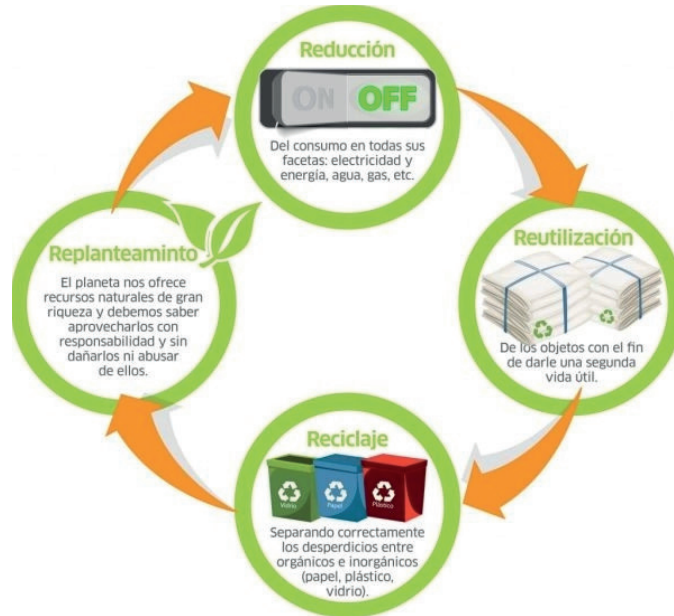 Reducción
ON OFF
Del consumo en todas sus
facetas: electricidad y
energía, agua, gas, etc.
Reutilización
De los objetos con el fin
de darle una segunda
vida útil.
Reciclaje
Vidrio Papel Plástico
Separando correctamente
los desperdicios entre
orgánicos e inorgánicos
(papel, plástico,
vidrio).
Replanteaminto
El planeta nos ofrece
recursos naturales de gran
riqueza y debemos saber
aprovecharlos con
responsabilidad y sin
dañarlos ni abusar
de ellos.